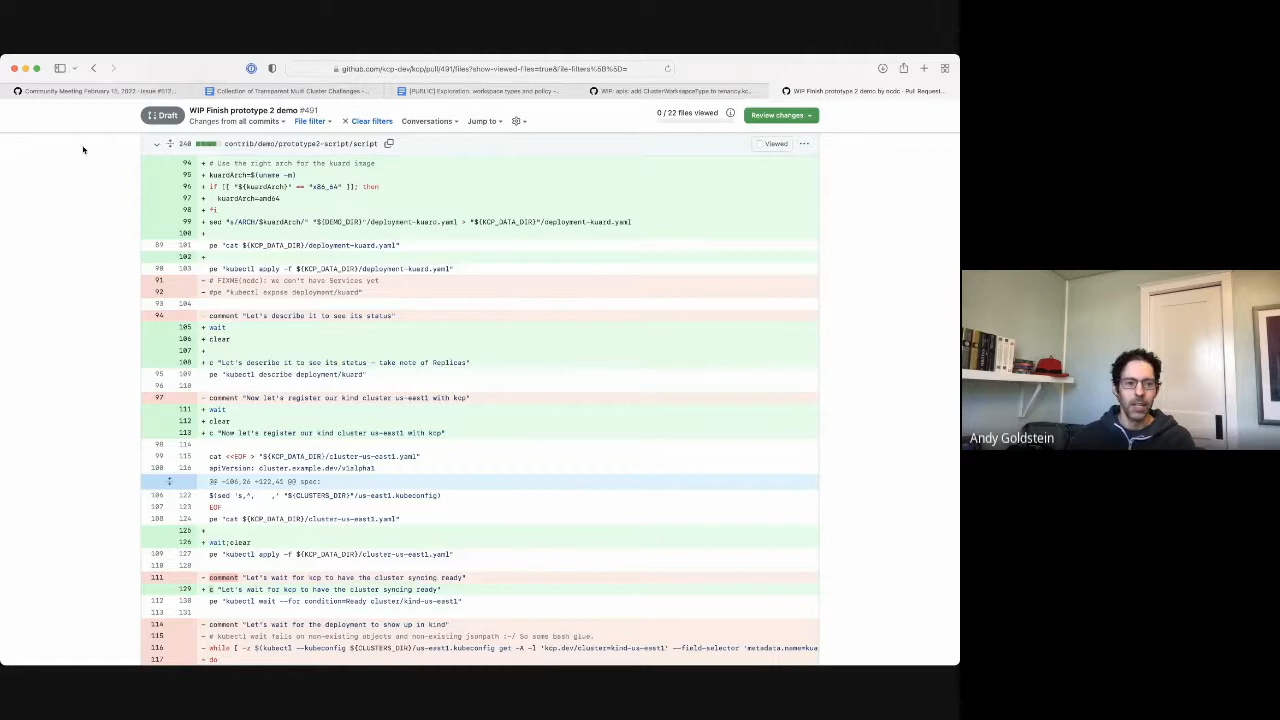 github.com/kcp-dev/kcp/pull/491/files?show-viewed-files=true&file-filters%5B%5D=
Community Meeting February 15, 2022 · Issue #512...
Collection of Transparent Multi Cluster Challenges -...
[PUBLIC] Exploration: workspace types and policy -...
WIP: apis: add ClusterWorkspaceType to tenancy.kc...
WIP Finish prototype 2 demo by ncdc · Pull Request...
Draft
WIP Finish prototype 2 demo #491
Changes from all commits
File filter
Clear filters
Conversations
Jump to
0 / 22 files viewed
Review changes
240 contrib/demo/prototype2-script/script
Viewed
94 + # Use the right arch for the kuard image
95 + kuardArch=$(uname -m)
96 + if [[ "${kuardArch}" == "x86_64" ]]; then
97 + kuardArch=amd64
98 + fi
99 + sed "s/ARCH/$kuardArch/" "${DEMO_DIR}"/deployment-kuard.yaml > "${KCP_DATA_DIR}"/deployment-kuard.yaml
100 +
89 101 pe "cat ${KCP_DATA_DIR}/deployment-kuard.yaml"
102 +
90 103 pe "kubectl apply -f ${KCP_DATA_DIR}/deployment-kuard.yaml"
91 - # FIXME(ncdc): we don't have Services yet
92 - #pe "kubectl expose deployment/kuard"
93 104
94 - comment "Let's describe it to see its status"
105 + wait
106 + clear
107 +
108 + c "Let's describe it to see its status - take note of Replicas"
95 109 pe "kubectl describe deployment/kuard"
96 110
97 - comment "Now let's register our kind cluster us-east1 with kcp"
111 + wait
112 + clear
113 + c "Now let's register our kind cluster us-east1 with kcp"
98 114
99 115 cat <<EOF > "${KCP_DATA_DIR}/cluster-us-east1.yaml"
100 116 apiVersion: cluster.example.dev/v1alpha1
@@ -106,26 +122,41 @@ spec:
106 122 $(sed 's,^,    ,' "${CLUSTERS_DIR}"/us-east1.kubeconfig)
107 123 EOF
108 124 pe "cat ${KCP_DATA_DIR}/cluster-us-east1.yaml"
125 +
126 + wait;clear
109 127 pe "kubectl apply -f ${KCP_DATA_DIR}/cluster-us-east1.yaml"
110 128
111 - comment "Let's wait for kcp to have the cluster syncing ready"
129 + c "Let's wait for kcp to have the cluster syncing ready"
112 130 pe "kubectl wait --for condition=Ready cluster/kind-us-east1"
113 131
114 - comment "Let's wait for the deployment to show up in kind"
115 - # kubectl wait fails on non-existing objects and non-existing jsonpath :-/ So some bash glue.
116 - while [ -z $(kubectl --kubeconfig ${CLUSTERS_DIR}/us-east1.kubeconfig get -A -l 'kcp.dev/cluster=kind-us-east1' --field-selector 'metadata.name=kua
117 - do
Andy Goldstein